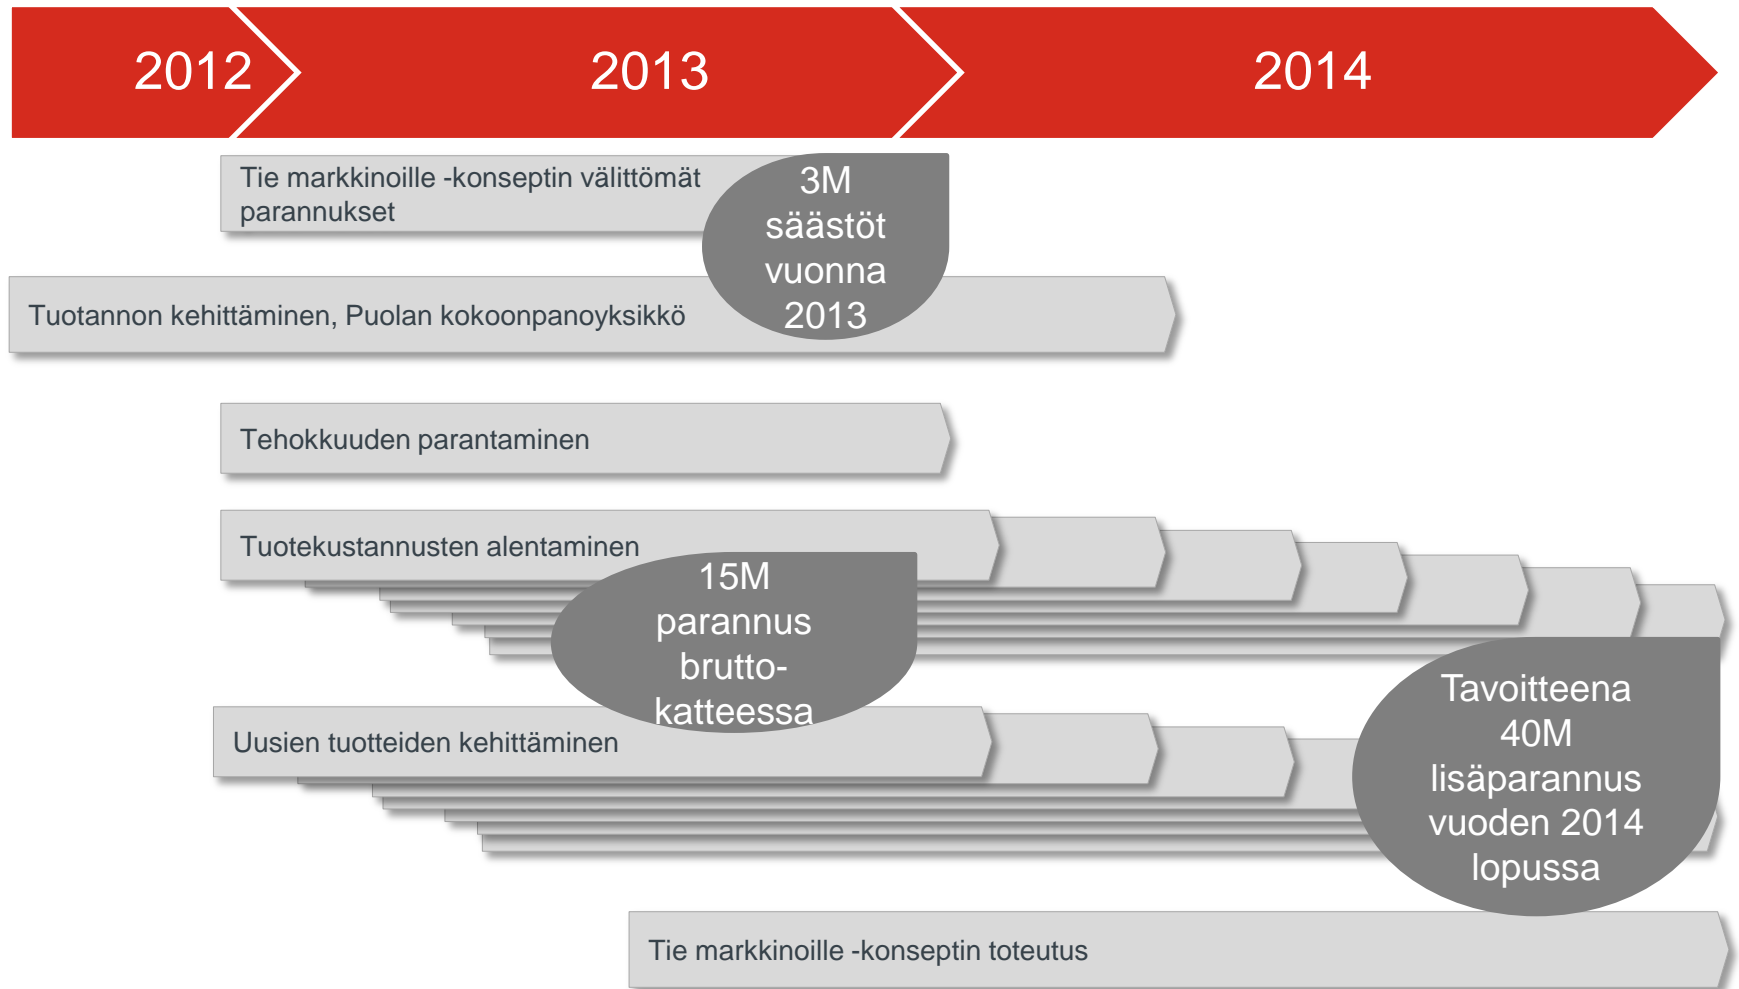 2012
2013
2014
Tie markkinoille -konseptin välittömät
parannukset
3M
säästöt
vuonna
2013
Tuotannon kehittäminen, Puolan kokoonpanoyksikkö
Tehokkuuden parantaminen
Tuotekustannusten alentaminen
15M
parannus
brutto-
katteessa
Uusien tuotteiden kehittäminen
Tavoitteena
40M
lisäparannus
vuoden 2014
lopussa
Tie markkinoille -konseptin toteutus